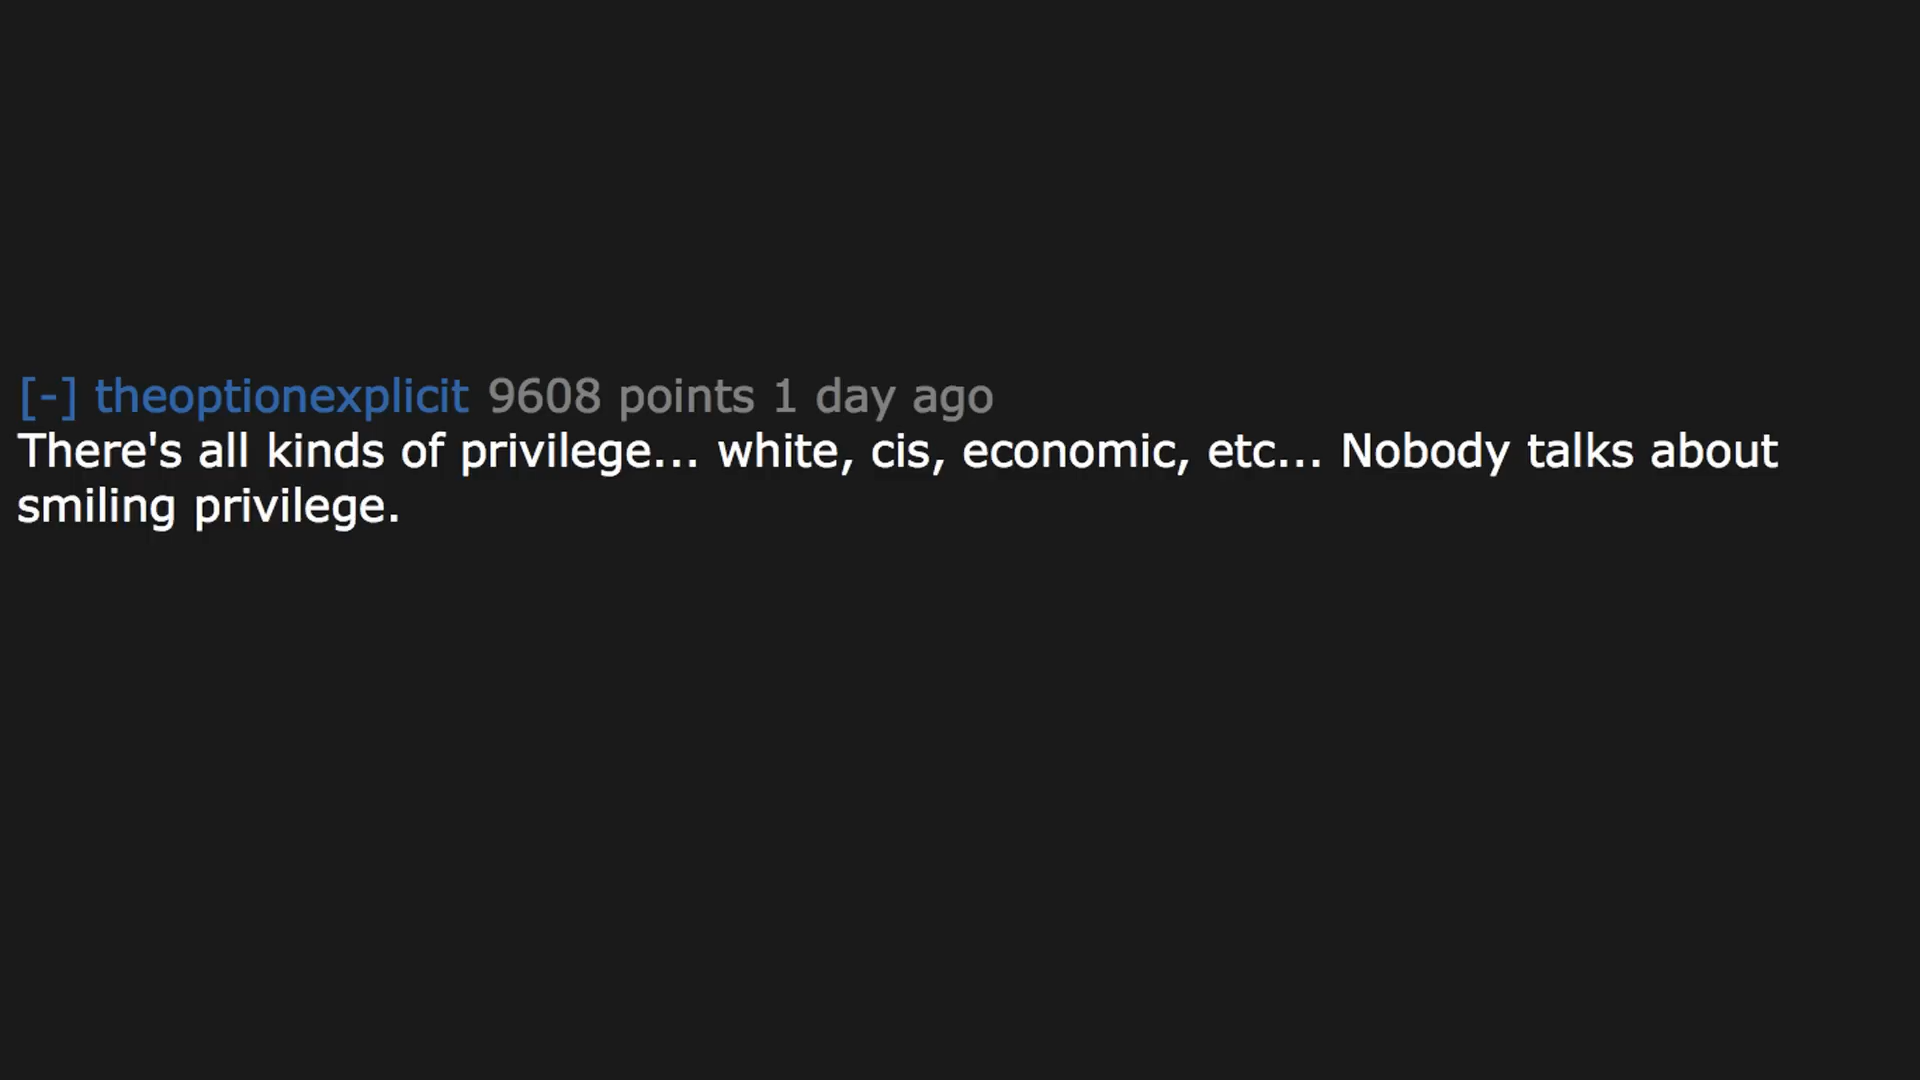 [-] theoptionexplicit 9608 points 1 day ago
There's all kinds of privilege... white, cis, economic, etc... Nobody talks about
smiling privilege.